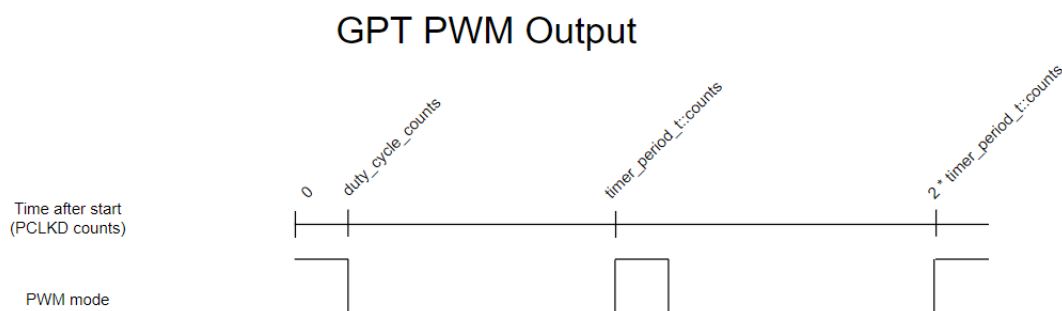 GPT PWM Output
0
duty_cycle_counts
timer_period_t::counts
2 * timer_period_t::counts
Time after start
(PCLKD counts)
PWM mode